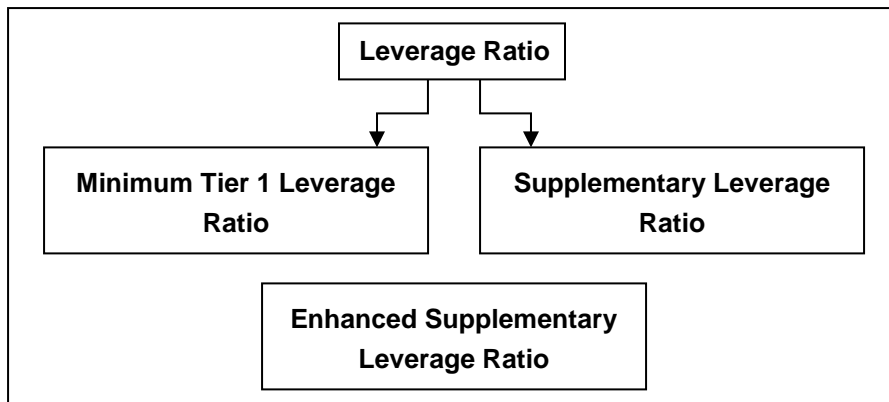 Leverage Ratio
Minimum Tier 1 Leverage
Ratio
Supplementary Leverage
Ratio
Enhanced Supplementary
Leverage Ratio